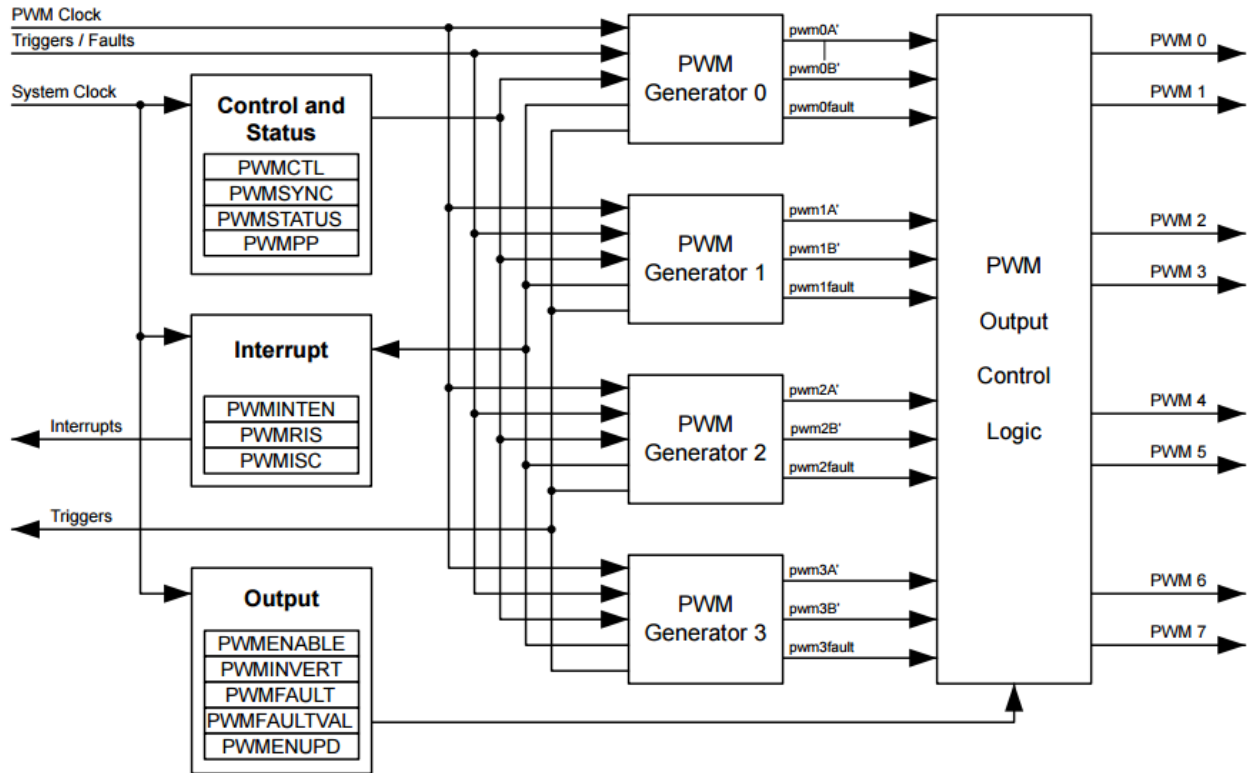 PWM Clock
Triggers / Faults
System Clock
Control and
Status
PWMCTL
PWMSYNC
PWMSTATUS
PWMPP
Interrupt
PWMINTEN
PWMRIS
PWMISC
Interrupts
Triggers
Output
PWMENABLE
PWMINVERT
PWMFAULT
PWMFAULTVAL
PWMENUPD
PWM
Generator 0
pwm0A'
pwm0B'
pwm0fault
PWM
Generator 1
pwm1A'
pwm1B'
pwm1fault
PWM
Generator 2
pwm2A'
pwm2B'
pwm2fault
PWM
Generator 3
pwm3A'
pwm3B'
pwm3fault
PWM
Output
Control
Logic
PWM 0
PWM 1
PWM 2
PWM 3
PWM 4
PWM 5
PWM 6
PWM 7